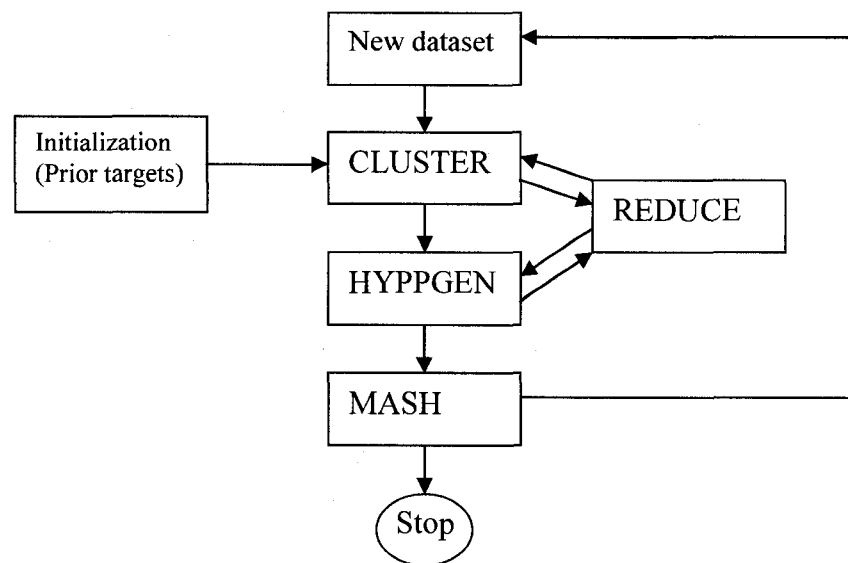 New dataset
Initialization
(Prior targets)
CLUSTER
REDUCE
HYPPGEN
MASH
Stop